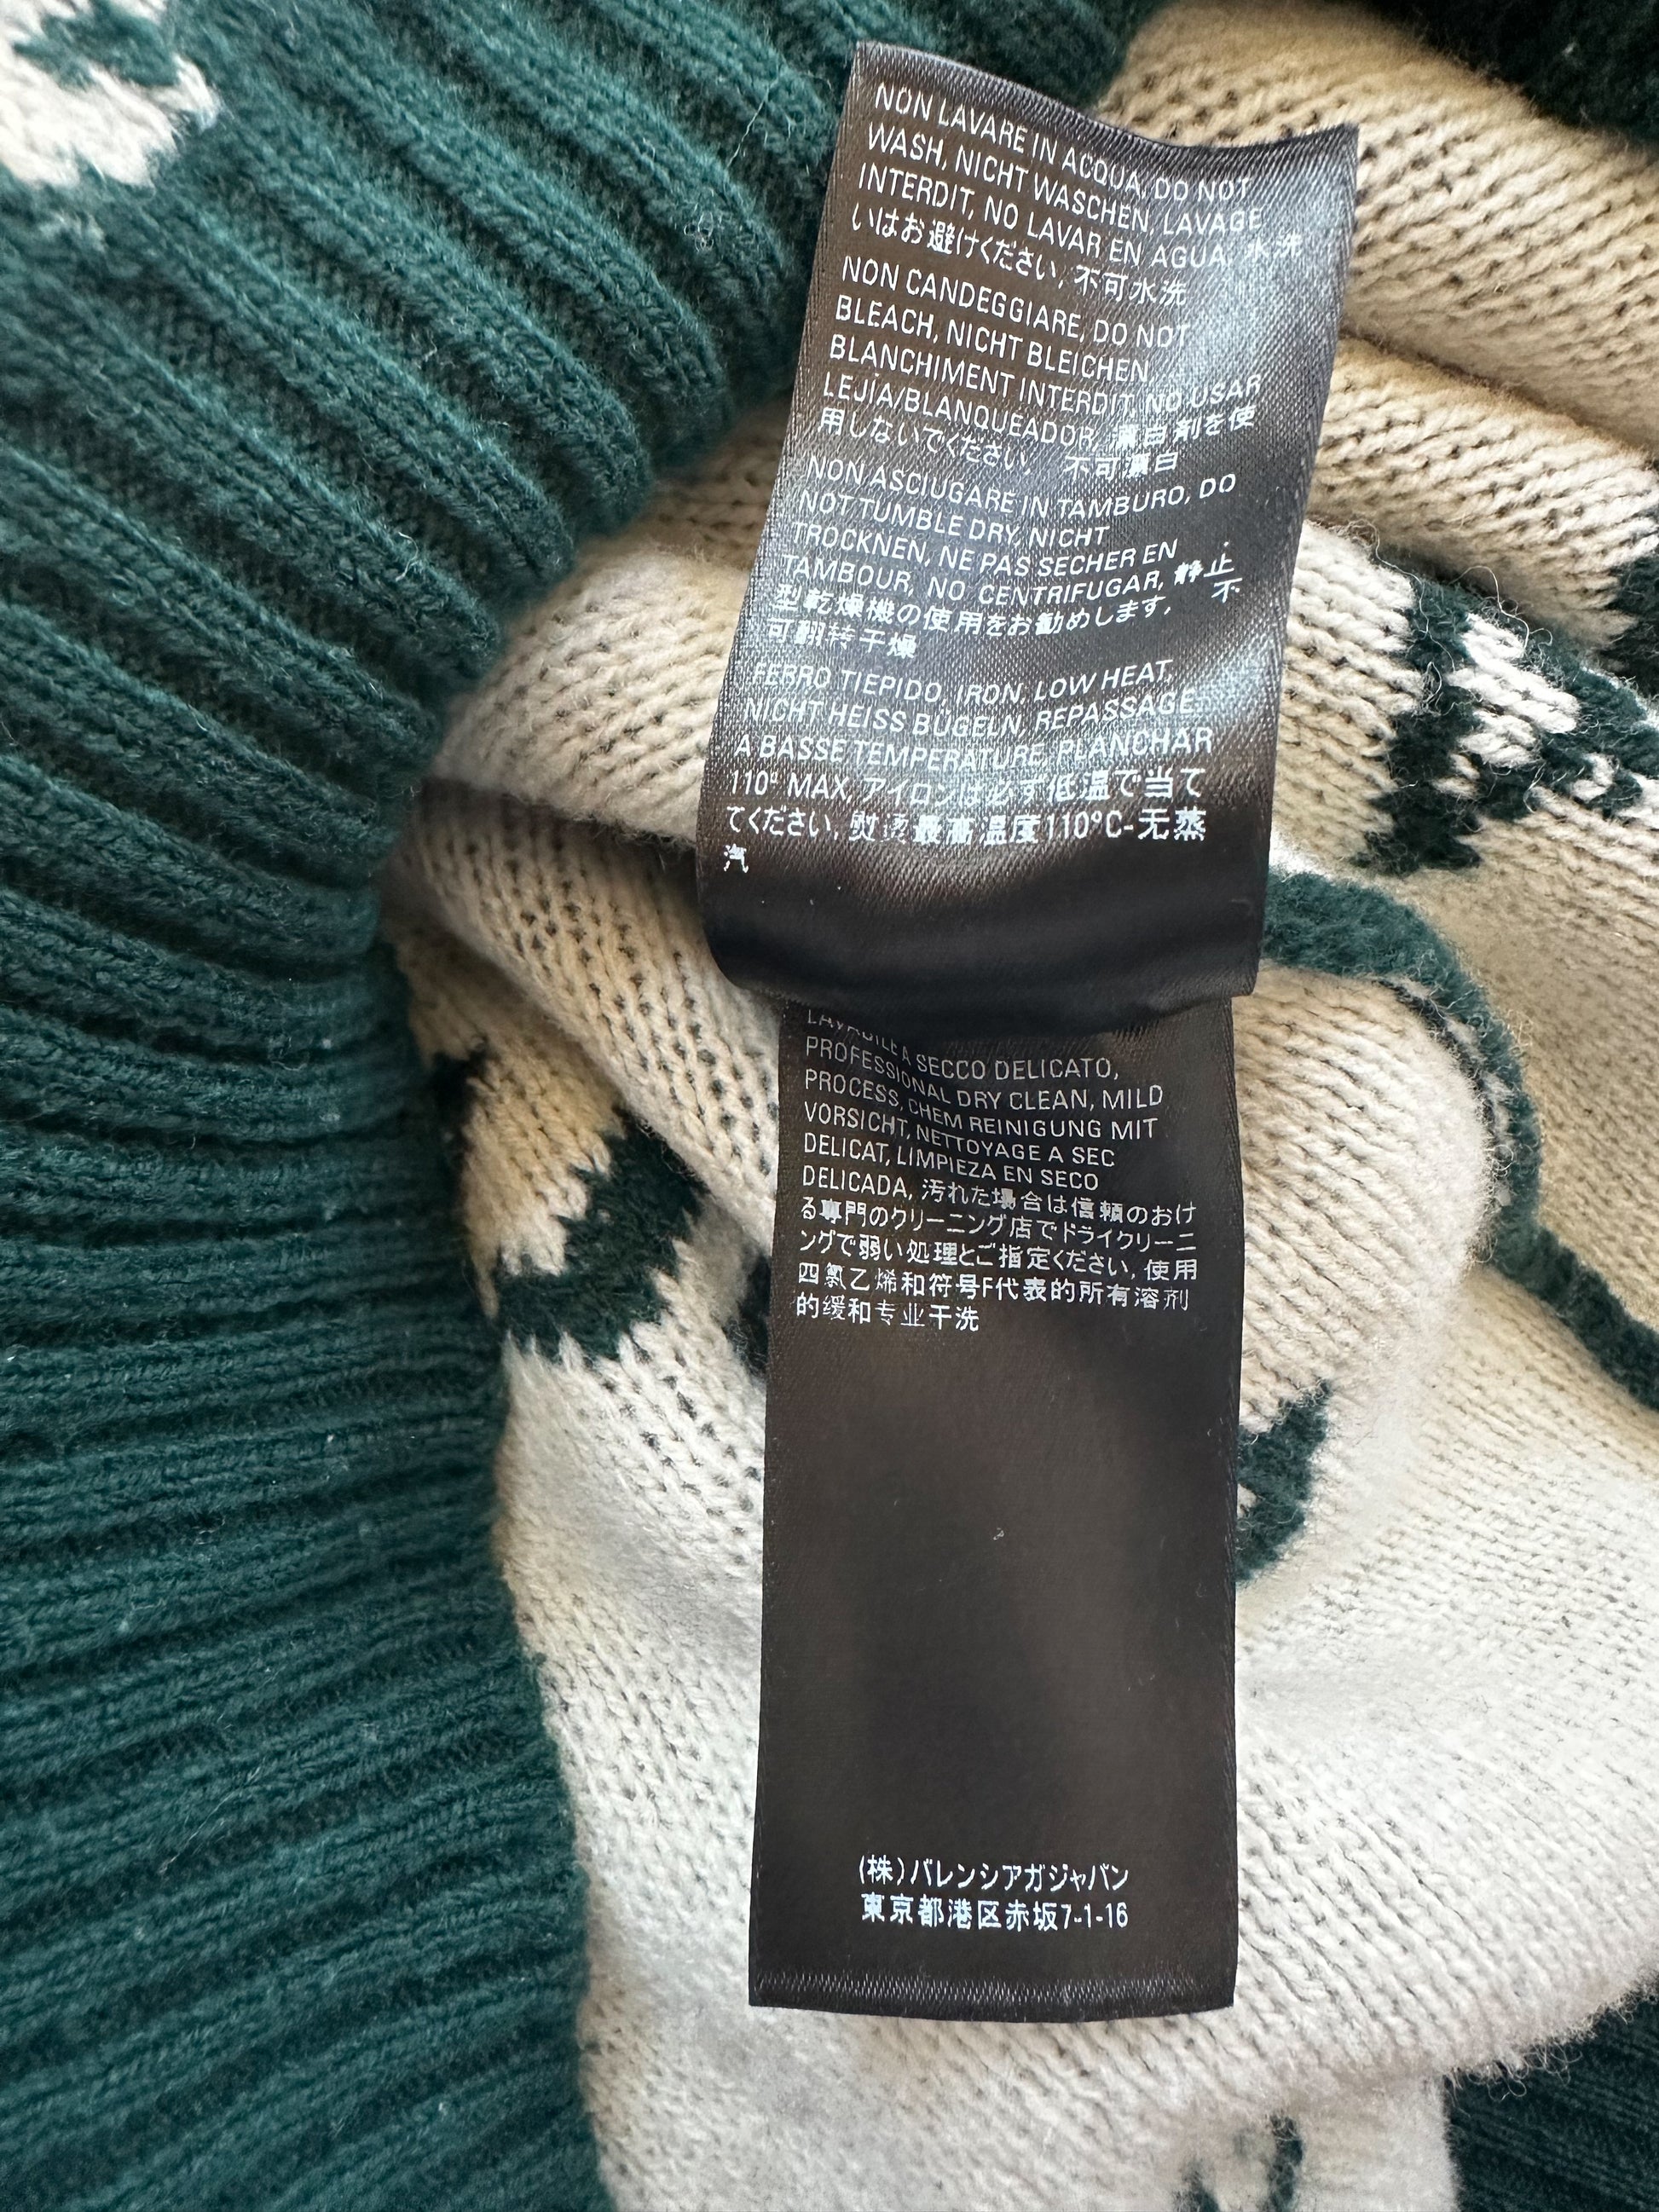 NON LAVARE IN ACQUA, DO NOT
WASH, NICHT WASCHEN, LAVAGE
INTERDIT, NO LAVAR EN AGUA, 水洗
いはお避けください, 不可水洗
NON CANDEGGIARE, DO NOT
BLEACH, NICHT BLEICHEN,
BLANCHIMENT INTERDIT, NO USAR
LEJÍA/BLANQUEADOR, 漂白剤を使
用しないでください, 不可漂白
NON ASCIUGARE IN TAMBURO, DO
NOT TUMBLE DRY, NICHT
TROCKNEN, NE PAS SECHER EN
TAMBOUR, NO CENTRIFUGAR, 静止
型乾燥機の使用をお勧めします, 不
可翻转干燥
FERRO TIEPIDO, IRON, LOW HEAT,
NICHT HEISS BÜGELN, REPASSAGE
A BASSE TEMPERATURE, PLANCHAR
110° MAX, アイロンは必ず低温で当て
てください, 熨烫最高温度110°C-无蒸
汽
LAVABILE A SECCO DELICATO,
PROFESSIONAL DRY CLEAN, MILD
PROCESS, CHEM REINIGUNG MIT
VORSICHT, NETTOYAGE A SEC
DELICAT, LIMPIEZA EN SECO
DELICADA, 汚れた場合は信頼のおけ
る専門のクリーニング店でドライクリーニ
ングで弱い処理とご指定ください, 使用
四氯乙烯和符号F代表的所有溶剂
的缓和专业干洗
(株)バレンシアガジャパン
東京都港区赤坂7-1-16